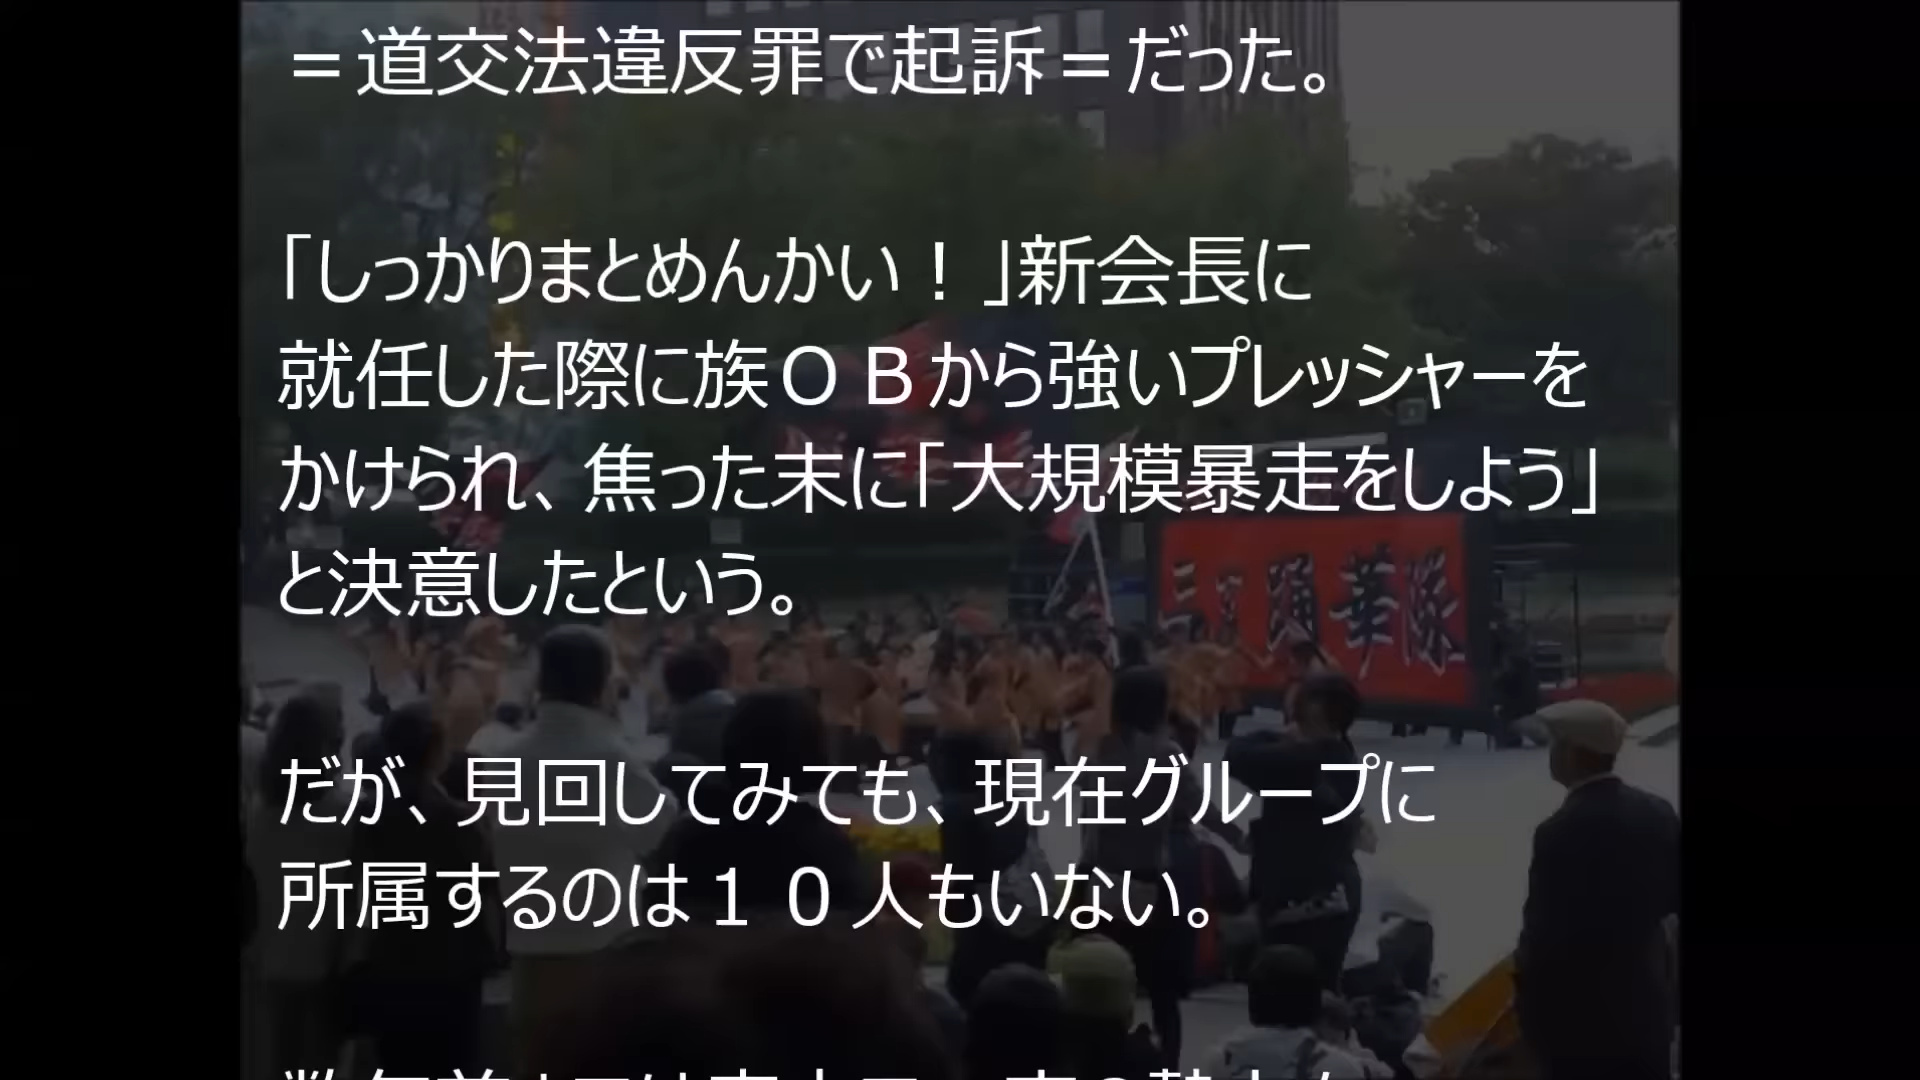 ＝道交法違反罪で起訴＝だった。
「しっかりまとめんかい！」新会長に
就任した際に族ＯＢから強いプレッシャーを
かけられ、焦った末に「大規模暴走をしよう」
と決意したという。
だが、見回してみても、現在グループに
所属するのは１０人もいない。
踊華隊